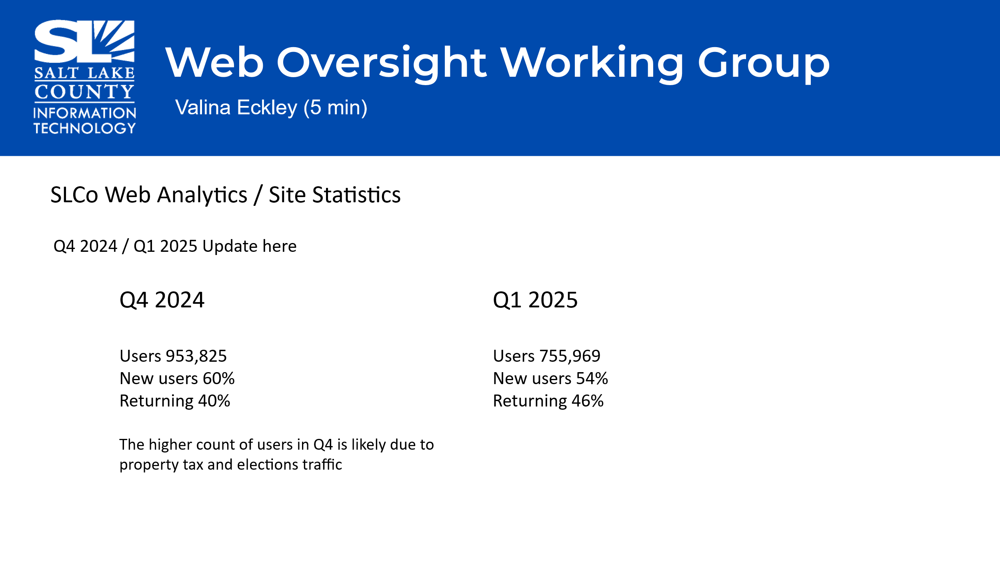 SL
SALT LAKE
COUNTY
INFORMATION
TECHNOLOGY
Web Oversight Working Group
Valina Eckley (5 min)
SLCo Web Analytics / Site Statistics
Q4 2024 / Q1 2025 Update here
Q4 2024
Users 953,825
New users 60%
Returning 40%
The higher count of users in Q4 is likely due to
property tax and elections traffic
Q1 2025
Users 755,969
New users 54%
Returning 46%